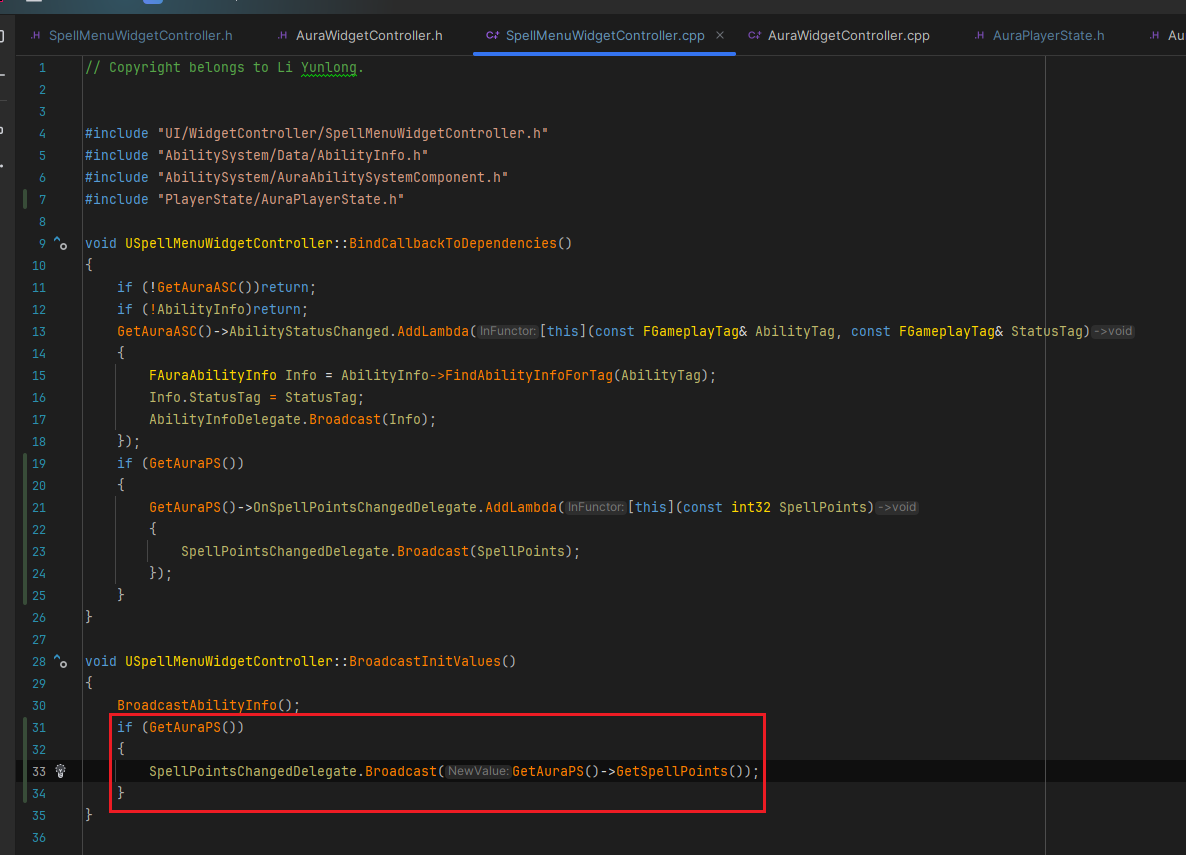 SpellMenuWidgetController.h
AuraWidgetController.h
SpellMenuWidgetController.cpp
AuraWidgetController.cpp
AuraPlayerState.h
Au
1 // Copyright belongs to Li Yunlong.
2
3
4 #include "UI/WidgetController/SpellMenuWidgetController.h"
5 #include "AbilitySystem/Data/AbilityInfo.h"
6 #include "AbilitySystem/AuraAbilitySystemComponent.h"
7 #include "PlayerState/AuraPlayerState.h"
8
9 void USpellMenuWidgetController::BindCallbackToDependencies()
10 {
11 if (!GetAuraASC())return;
12 if (!AbilityInfo)return;
13 GetAuraASC()->AbilityStatusChanged.AddLambda( InFunctor: [this](const FGameplayTag& AbilityTag, const FGameplayTag& StatusTag) ->void
14 {
15 FAuraAbilityInfo Info = AbilityInfo->FindAbilityInfoForTag(AbilityTag);
16 Info.StatusTag = StatusTag;
17 AbilityInfoDelegate.Broadcast(Info);
18 });
19 if (GetAuraPS())
20 {
21 GetAuraPS()->OnSpellPointsChangedDelegate.AddLambda( InFunctor: [this](const int32 SpellPoints) ->void
22 {
23 SpellPointsChangedDelegate.Broadcast(SpellPoints);
24 });
25 }
26 }
27
28 void USpellMenuWidgetController::BroadcastInitValues()
29 {
30 BroadcastAbilityInfo();
31 if (GetAuraPS())
32 {
33 SpellPointsChangedDelegate.Broadcast( NewValue: GetAuraPS()->GetSpellPoints());
34 }
35 }
36